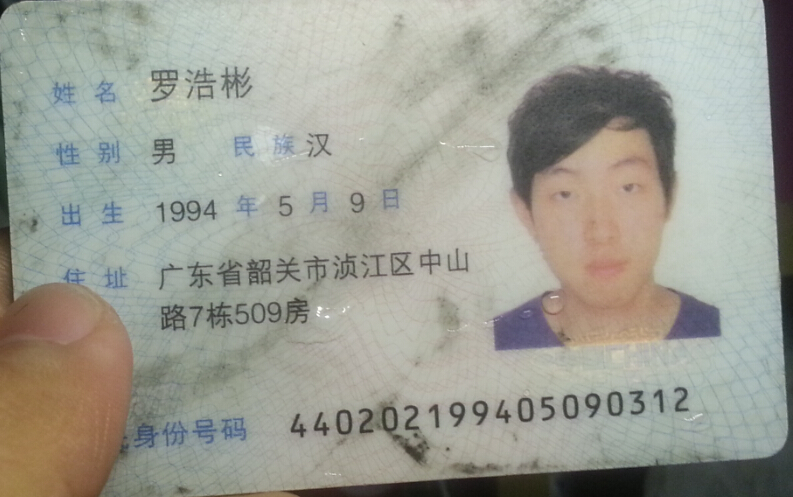 姓名 罗浩彬
性别 男 民族 汉
出生 1994 年 5 月 9 日
住址 广东省韶关市浈江区中山
路7栋509房
身份号码 440202199405090312